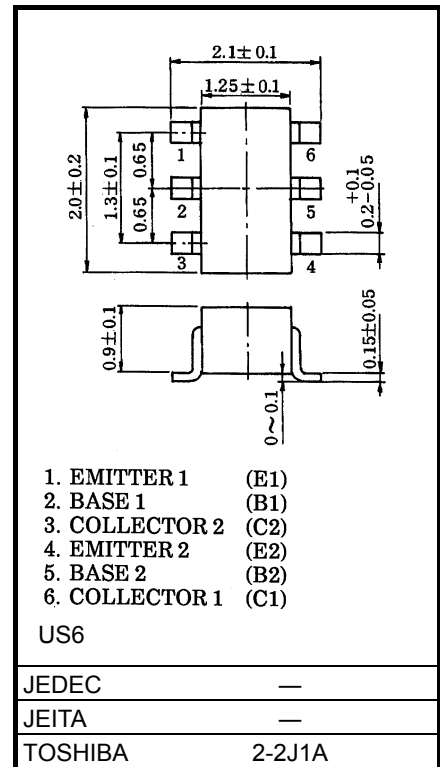 2.1±0.1
1.25±0.1
1
6
2
5
3
4
2.0±0.2
1.3±0.1
0.65
0.65
+0.1
0.2-0.05
0.9±0.1
0.15±0.05
0~0.1
1. EMITTER 1 (E1)
2. BASE 1 (B1)
3. COLLECTOR 2 (C2)
4. EMITTER 2 (E2)
5. BASE 2 (B2)
6. COLLECTOR 1 (C1)
US6
JEDEC —
JEITA —
TOSHIBA 2-2J1A